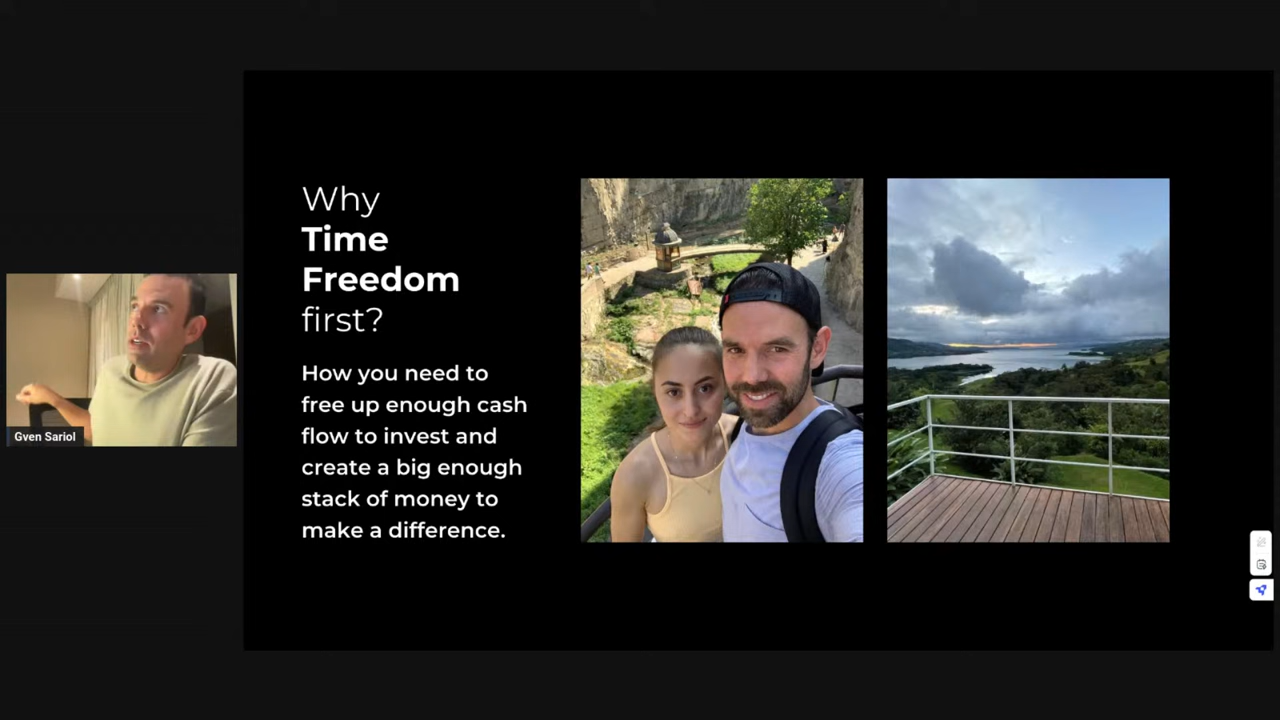 Why
Time
Freedom
first?
How you need to
free up enough cash
flow to invest and
create a big enough
stack of money to
make a difference.
Gven Sariol